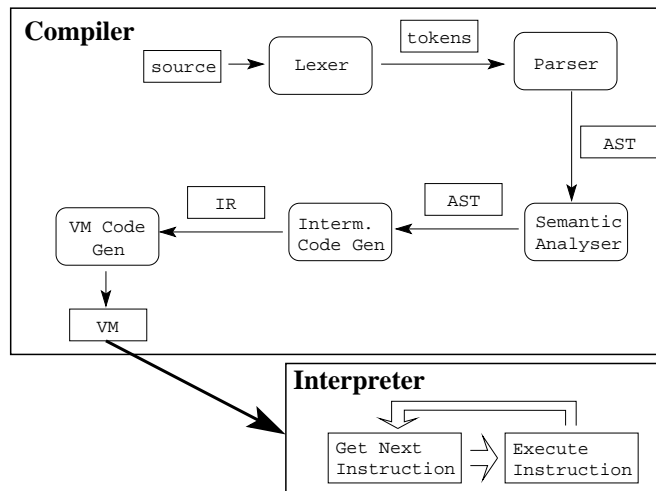 Compiler
source
Lexer
tokens
Parser
AST
Semantic
Analyser
AST
Interm.
Code Gen
IR
VM Code
Gen
VM
Interpreter
Get Next
Instruction
Execute
Instruction